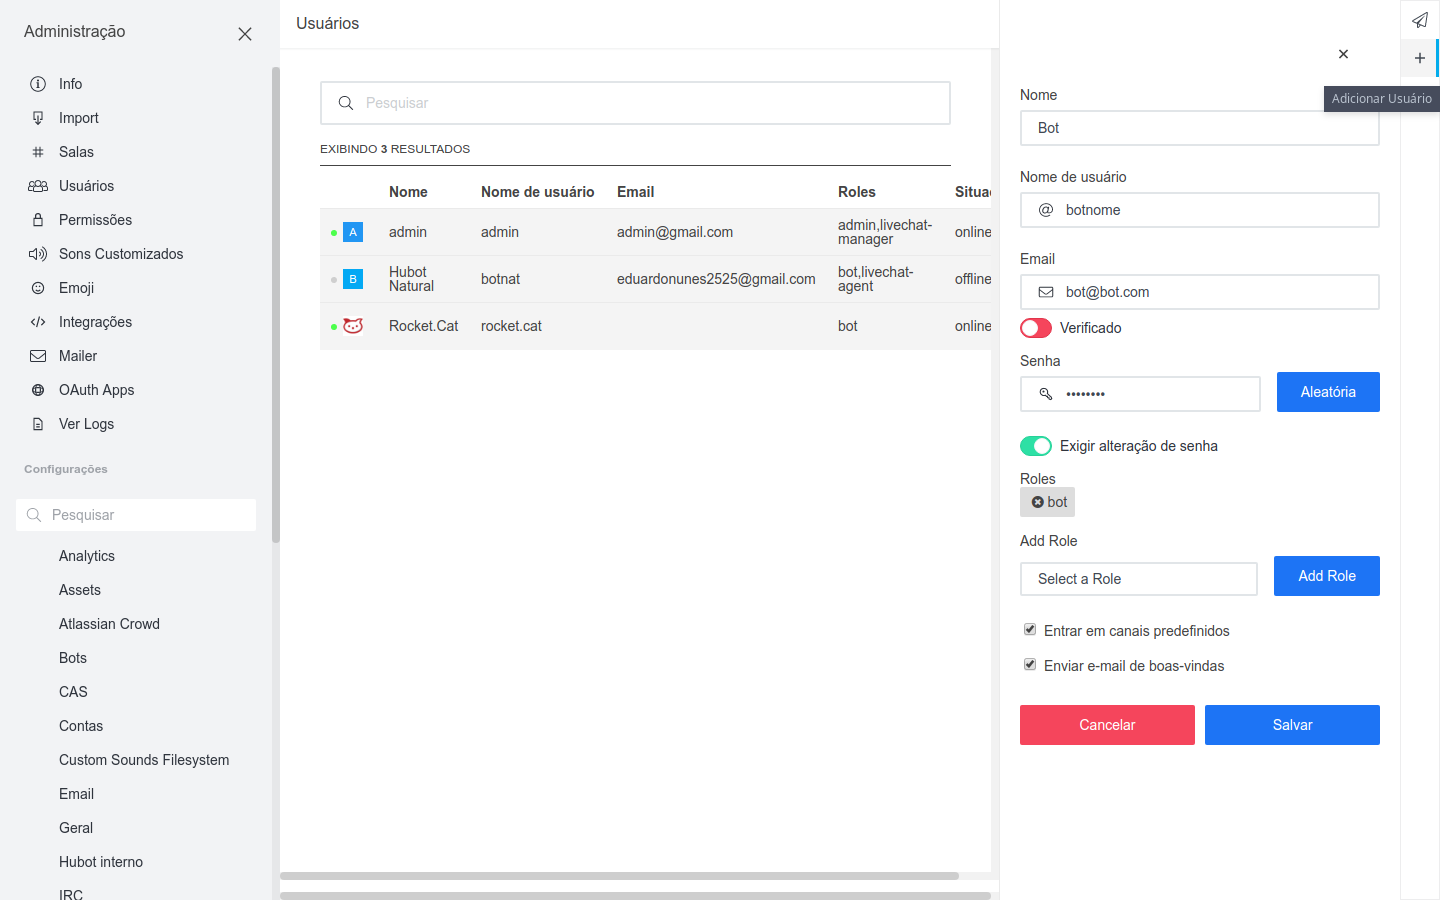 Administração
Info
Import
Salas
Usuários
Permissões
Sons Customizados
Emoji
Integrações
Mailer
OAuth Apps
Ver Logs
Configurações
Pesquisar
Analytics
Assets
Atlassian Crowd
Bots
CAS
Contas
Custom Sounds Filesystem
Email
Geral
Hubot interno
IRC
Usuários
Pesquisar
EXIBINDO 3 RESULTADOS
Nome Nome de usuário Email Roles Situaç
A admin admin admin@gmail.com admin,livechat-
manager online
B Hubot
Natural botnat eduardonunes2525@gmail.com bot,livechat-
agent offline
Rocket.Cat rocket.cat bot online
Adicionar Usuário
Nome
Bot
Nome de usuário
@ botnome
Email
bot@bot.com
Verificado
Senha
••••••••
Aleatória
Exigir alteração de senha
Roles
bot
Add Role
Select a Role
Add Role
Entrar em canais predefinidos
Enviar e-mail de boas-vindas
Cancelar
Salvar